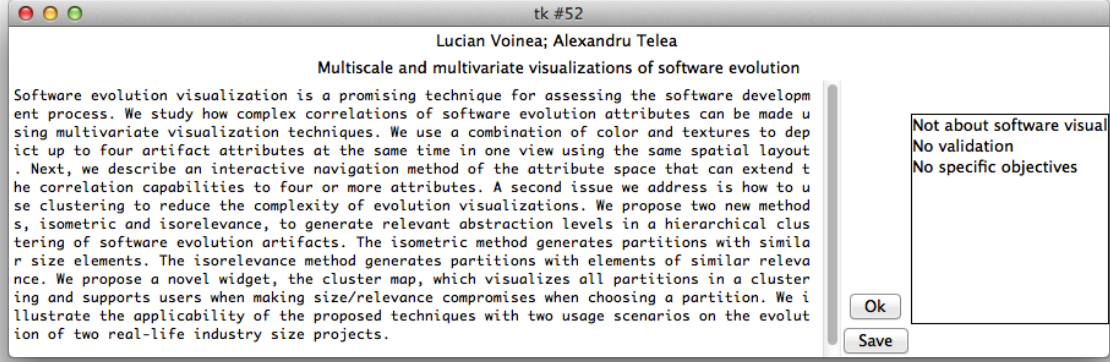 tk #52
Lucian Voinea; Alexandru Telea
Multiscale and multivariate visualizations of software evolution
Software evolution visualization is a promising technique for assessing the software developm
ent process. We study how complex correlations of software evolution attributes can be made u
sing multivariate visualization techniques. We use a combination of color and textures to dep
ict up to four artifact attributes at the same time in one view using the same spatial layout
. Next, we describe an interactive navigation method of the attribute space that can extend t
he correlation capabilities to four or more attributes. A second issue we address is how to u
se clustering to reduce the complexity of evolution visualizations. We propose two new method
s, isometric and isorelevance, to generate relevant abstraction levels in a hierarchical clus
tering of software evolution artifacts. The isometric method generates partitions with simila
r size elements. The isorelevance method generates partitions with elements of similar releva
nce. We propose a novel widget, the cluster map, which visualizes all partitions in a cluster
ing and supports users when making size/relevance compromises when choosing a partition. We i
llustrate the applicability of the proposed techniques with two usage scenarios on the evolut
ion of two real-life industry size projects.
Not about software visual
No validation
No specific objectives
Ok
Save